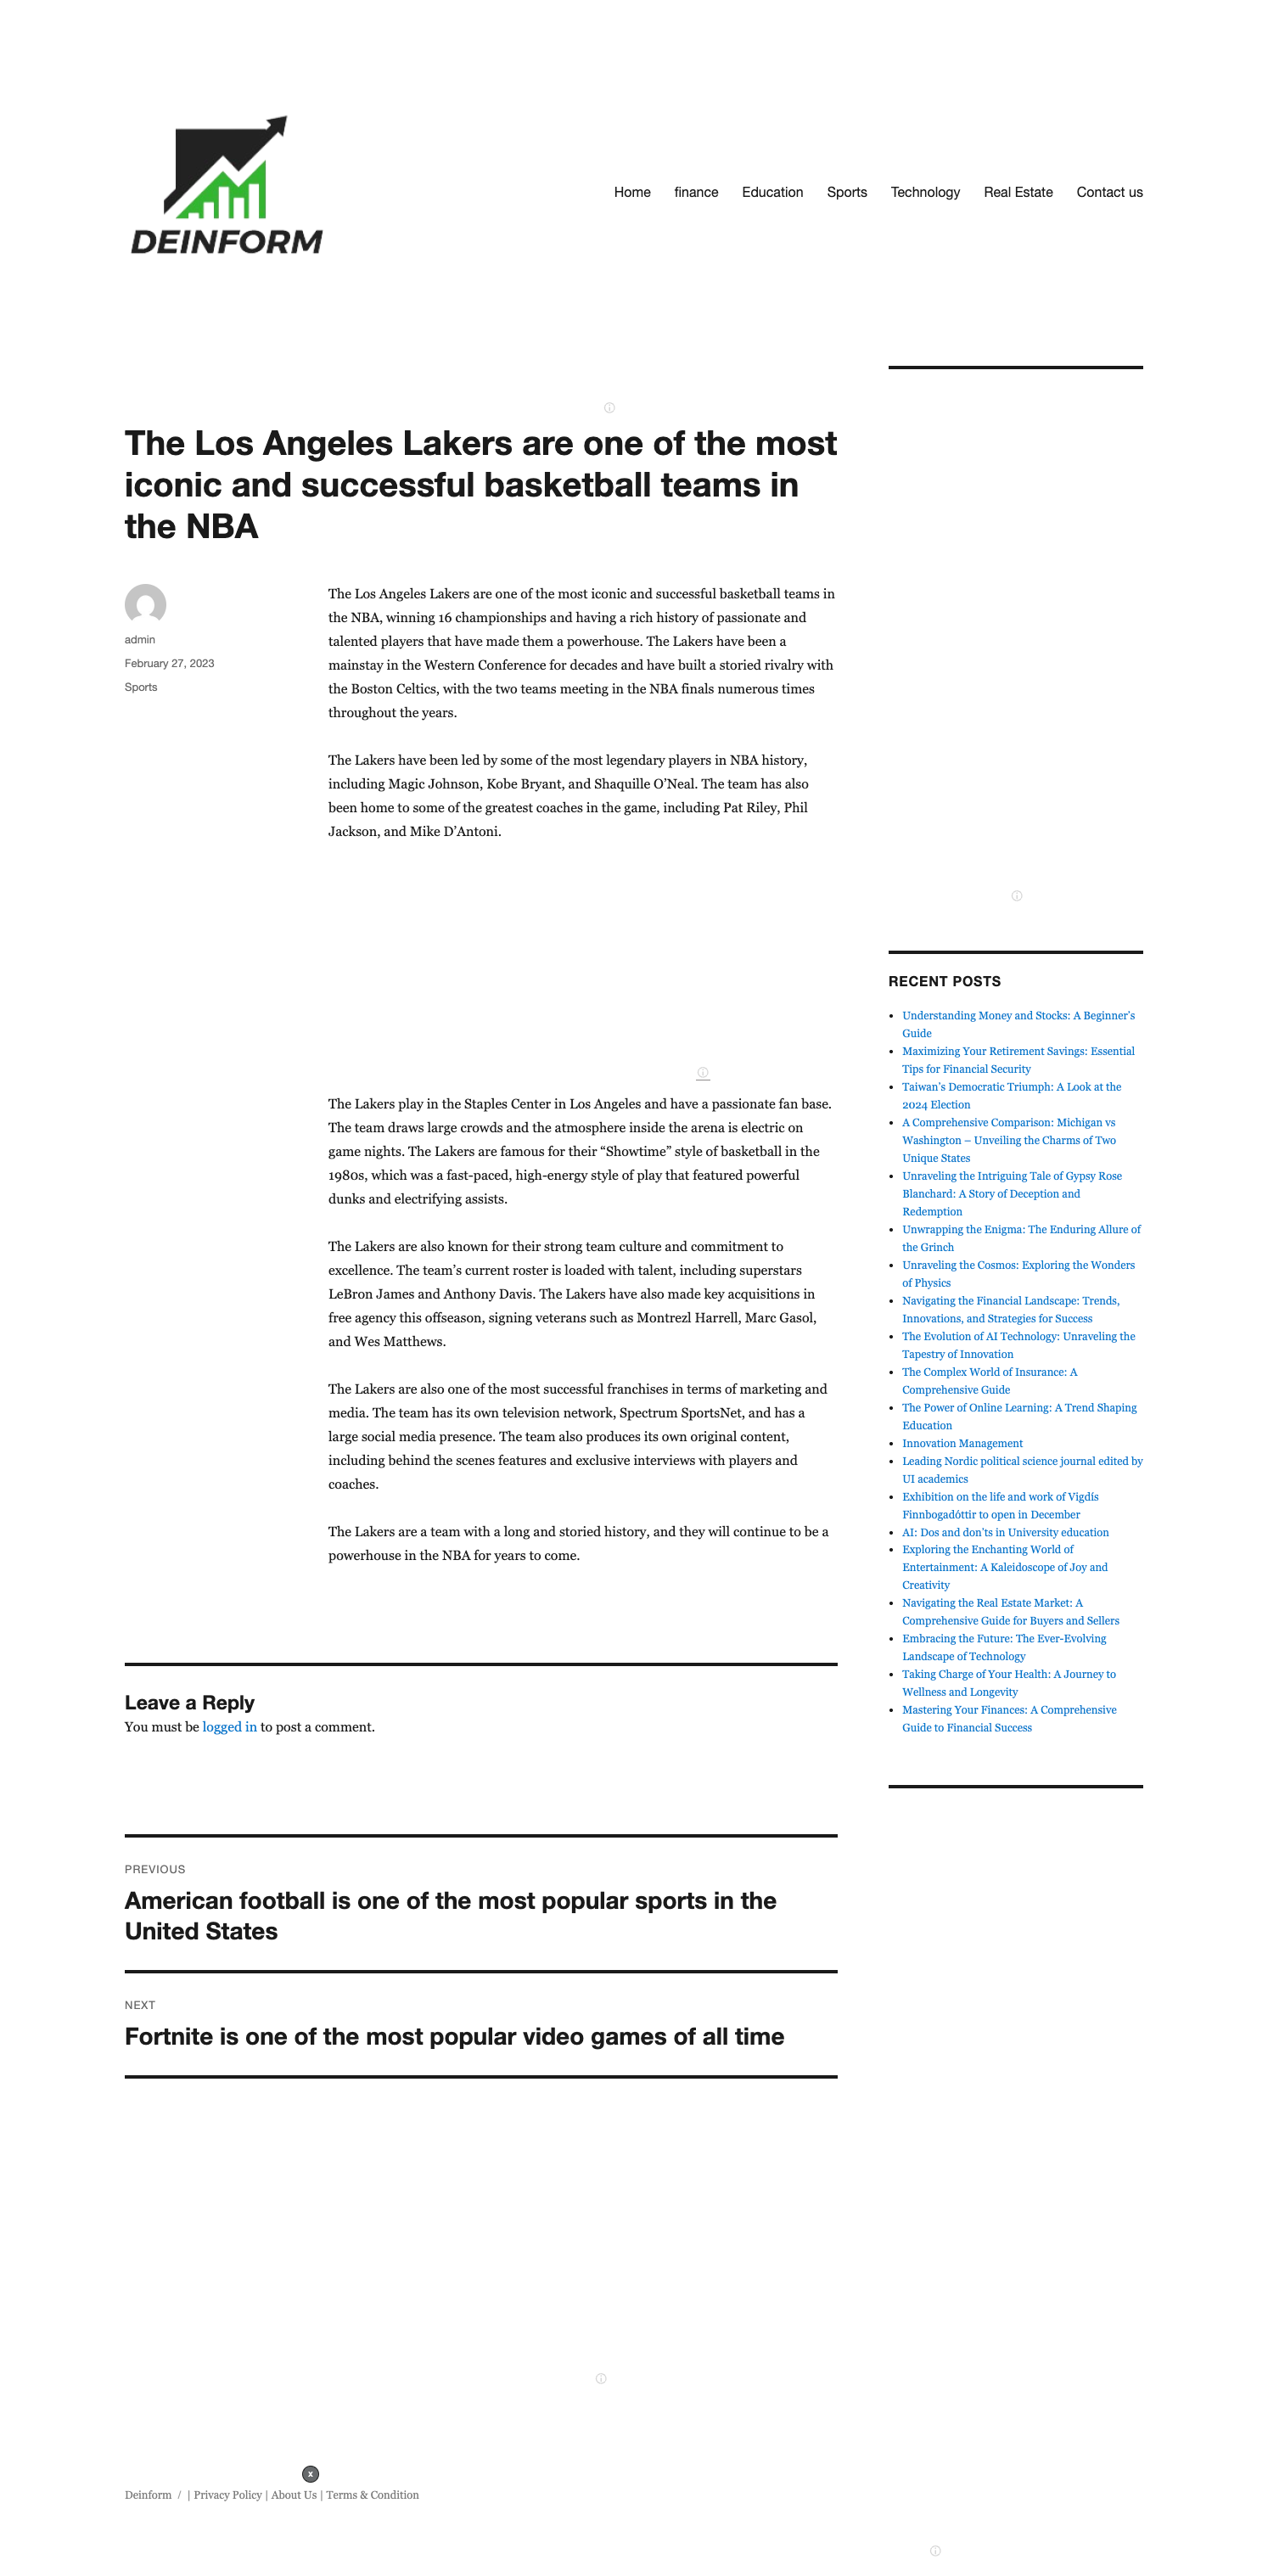 DEINFORM
Home finance Education Sports Technology Real Estate Contact us
The Los Angeles Lakers are one of the most
iconic and successful basketball teams in
the NBA
admin
February 27, 2023
Sports
The Los Angeles Lakers are one of the most iconic and successful basketball teams in
the NBA, winning 16 championships and having a rich history of passionate and
talented players that have made them a powerhouse. The Lakers have been a
mainstay in the Western Conference for decades and have built a storied rivalry with
the Boston Celtics, with the two teams meeting in the NBA finals numerous times
throughout the years.
The Lakers have been led by some of the most legendary players in NBA history,
including Magic Johnson, Kobe Bryant, and Shaquille O’Neal. The team has also
been home to some of the greatest coaches in the game, including Pat Riley, Phil
Jackson, and Mike D’Antoni.
The Lakers play in the Staples Center in Los Angeles and have a passionate fan base.
The team draws large crowds and the atmosphere inside the arena is electric on
game nights. The Lakers are famous for their “Showtime” style of basketball in the
1980s, which was a fast-paced, high-energy style of play that featured powerful
dunks and electrifying assists.
The Lakers are also known for their strong team culture and commitment to
excellence. The team’s current roster is loaded with talent, including superstars
LeBron James and Anthony Davis. The Lakers have also made key acquisitions in
free agency this offseason, signing veterans such as Montrezl Harrell, Marc Gasol,
and Wes Matthews.
The Lakers are also one of the most successful franchises in terms of marketing and
media. The team has its own television network, Spectrum SportsNet, and has a
large social media presence. The team also produces its own original content,
including behind the scenes features and exclusive interviews with players and
coaches.
The Lakers are a team with a long and storied history, and they will continue to be a
powerhouse in the NBA for years to come.
Leave a Reply
You must be logged in to post a comment.
PREVIOUS
American football is one of the most popular sports in the
United States
NEXT
Fortnite is one of the most popular video games of all time
RECENT POSTS
Understanding Money and Stocks: A Beginner’s
Guide
Maximizing Your Retirement Savings: Essential
Tips for Financial Security
Taiwan’s Democratic Triumph: A Look at the
2024 Election
A Comprehensive Comparison: Michigan vs
Washington – Unveiling the Charms of Two
Unique States
Unraveling the Intriguing Tale of Gypsy Rose
Blanchard: A Story of Deception and
Redemption
Unwrapping the Enigma: The Enduring Allure of
the Grinch
Unraveling the Cosmos: Exploring the Wonders
of Physics
Navigating the Financial Landscape: Trends,
Innovations, and Strategies for Success
The Evolution of AI Technology: Unraveling the
Tapestry of Innovation
The Complex World of Insurance: A
Comprehensive Guide
The Power of Online Learning: A Trend Shaping
Education
Innovation Management
Leading Nordic political science journal edited by
UI academics
Exhibition on the life and work of Vigdís
Finnbogadóttir to open in December
AI: Dos and don’ts in University education
Exploring the Enchanting World of
Entertainment: A Kaleidoscope of Joy and
Creativity
Navigating the Real Estate Market: A
Comprehensive Guide for Buyers and Sellers
Embracing the Future: The Ever-Evolving
Landscape of Technology
Taking Charge of Your Health: A Journey to
Wellness and Longevity
Mastering Your Finances: A Comprehensive
Guide to Financial Success
x
Deinform / | Privacy Policy | About Us | Terms & Condition